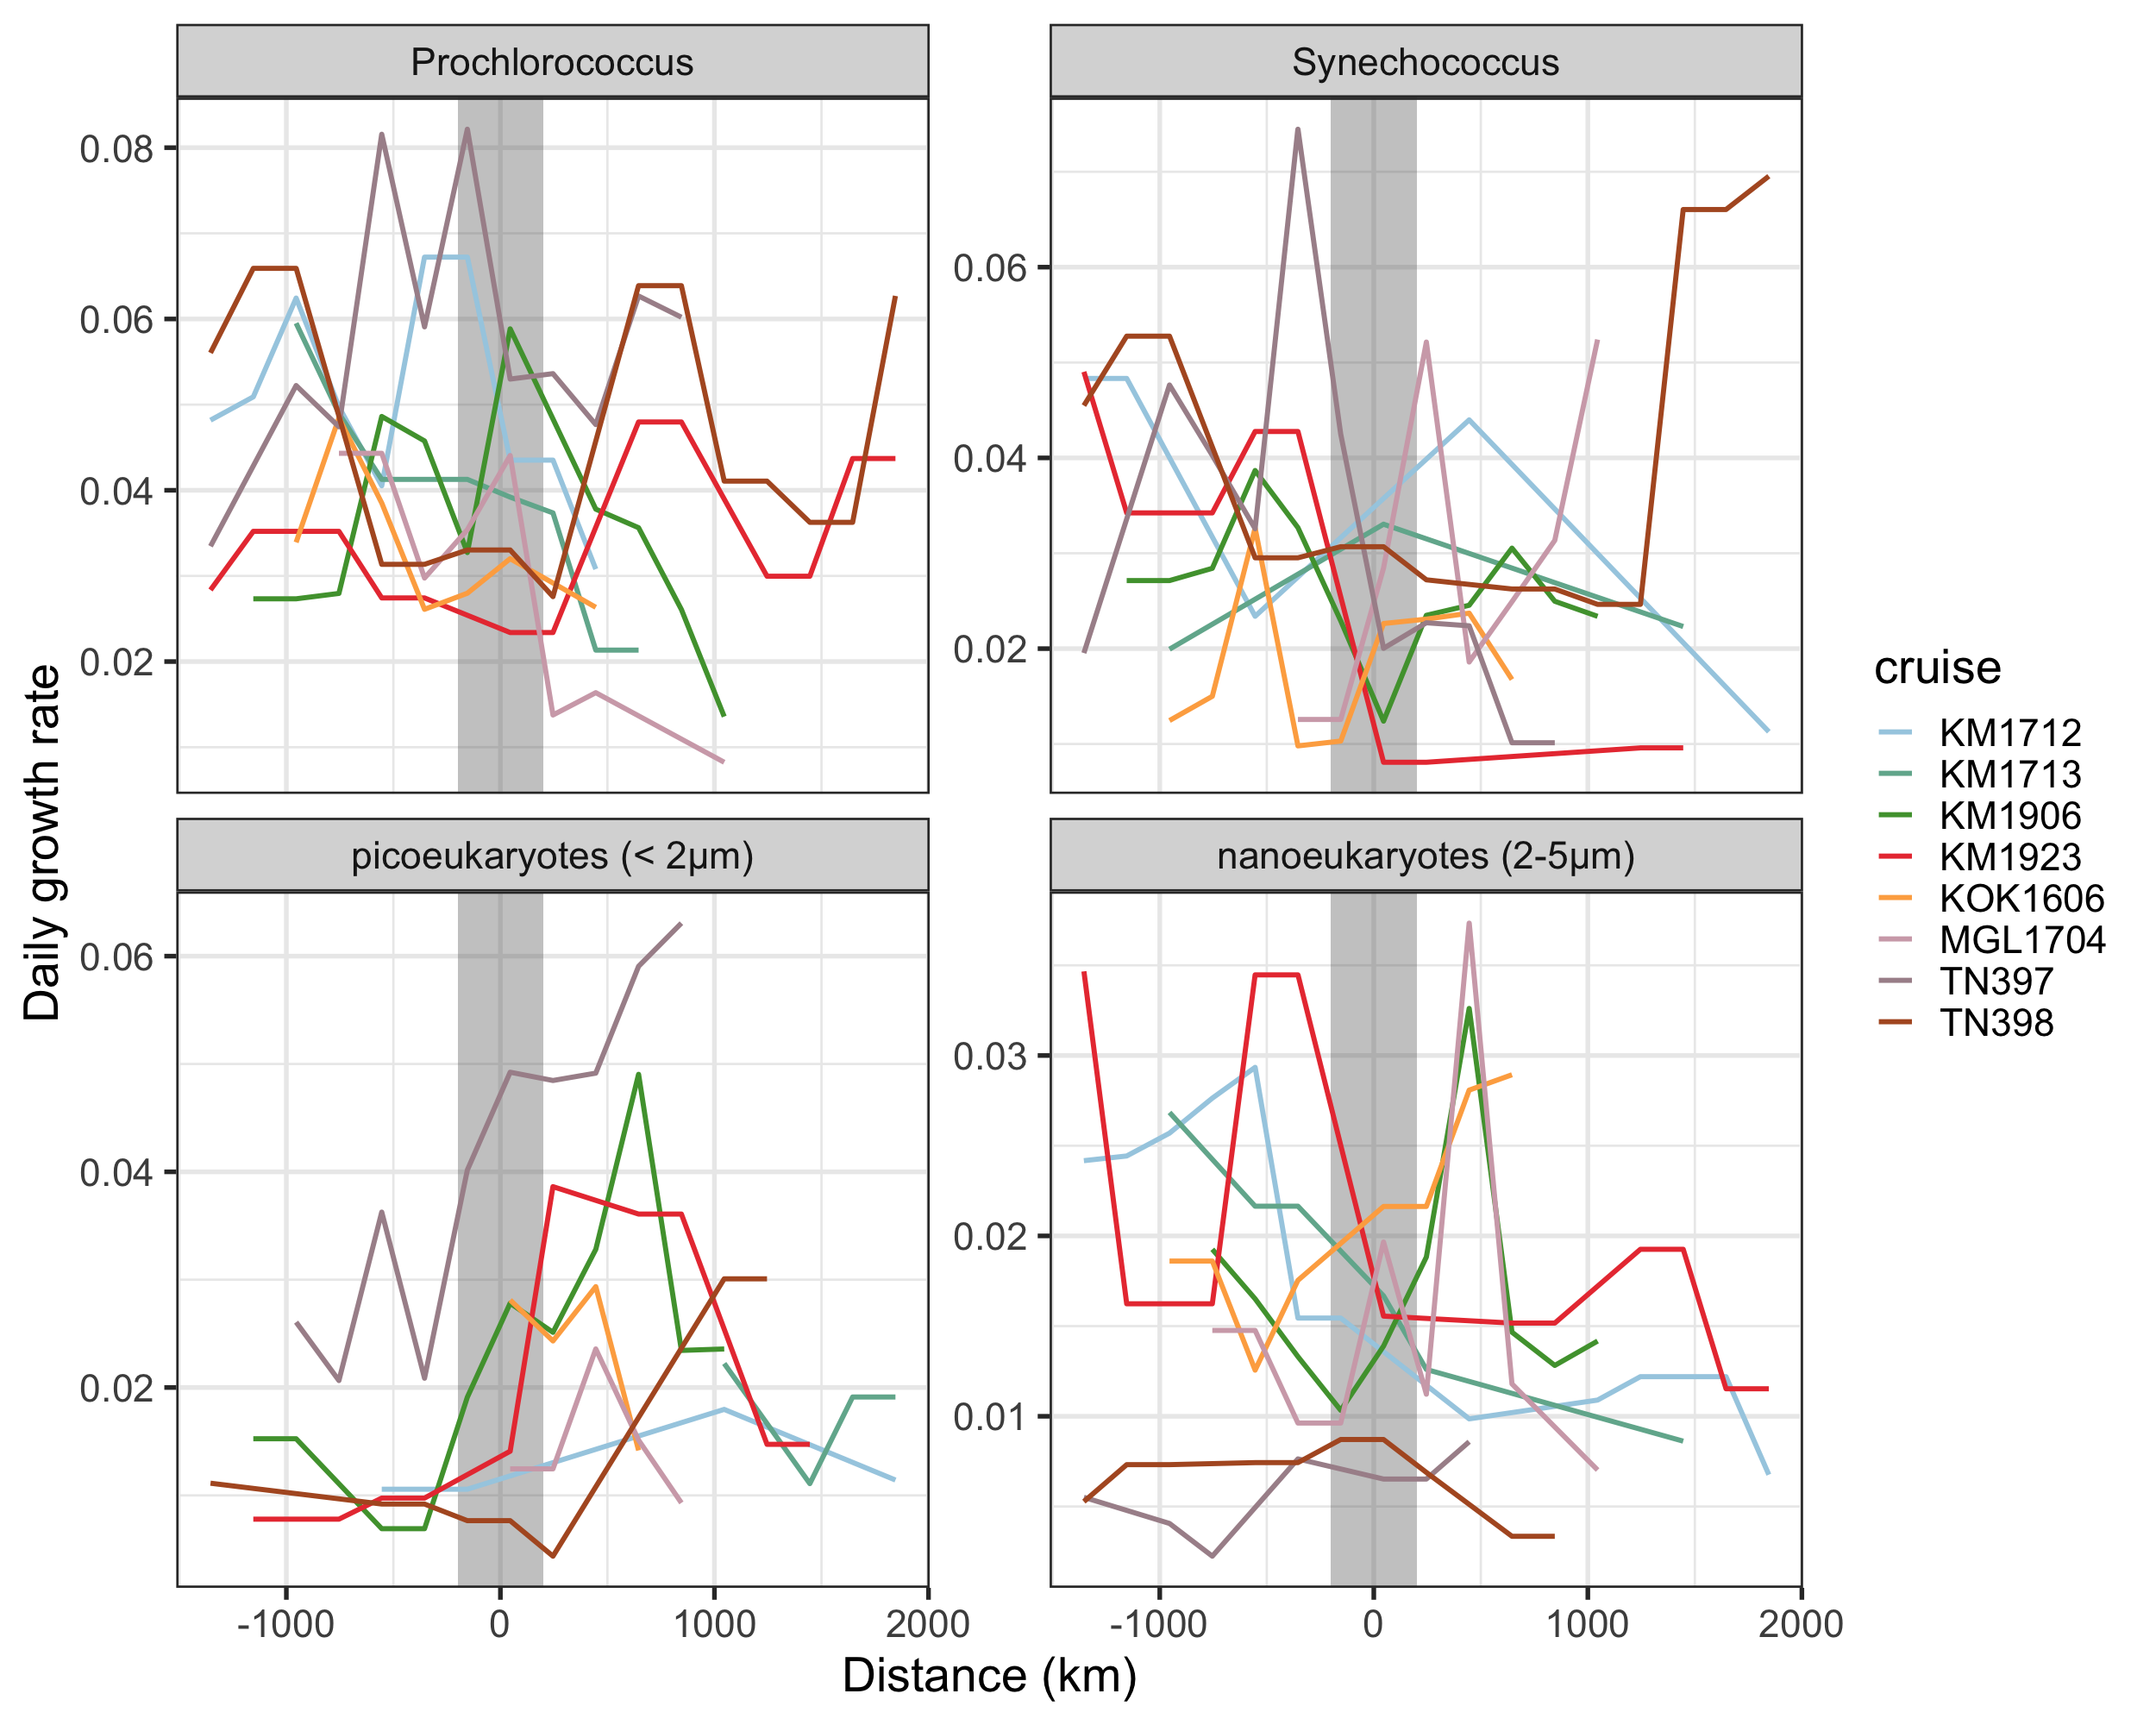 Prochlorococcus
Synechococcus
0.08
0.06
0.04
0.02
0.06
0.04
0.02
picoeukaryotes (< 2µm)
nanoeukaryotes (2-5µm)
0.06
0.04
0.02
0.03
0.02
0.01
-1000 0 1000 2000
-1000 0 1000 2000
Distance (km)
Daily growth rate
cruise
KM1712
KM1713
KM1906
KM1923
KOK1606
MGL1704
TN397
TN398